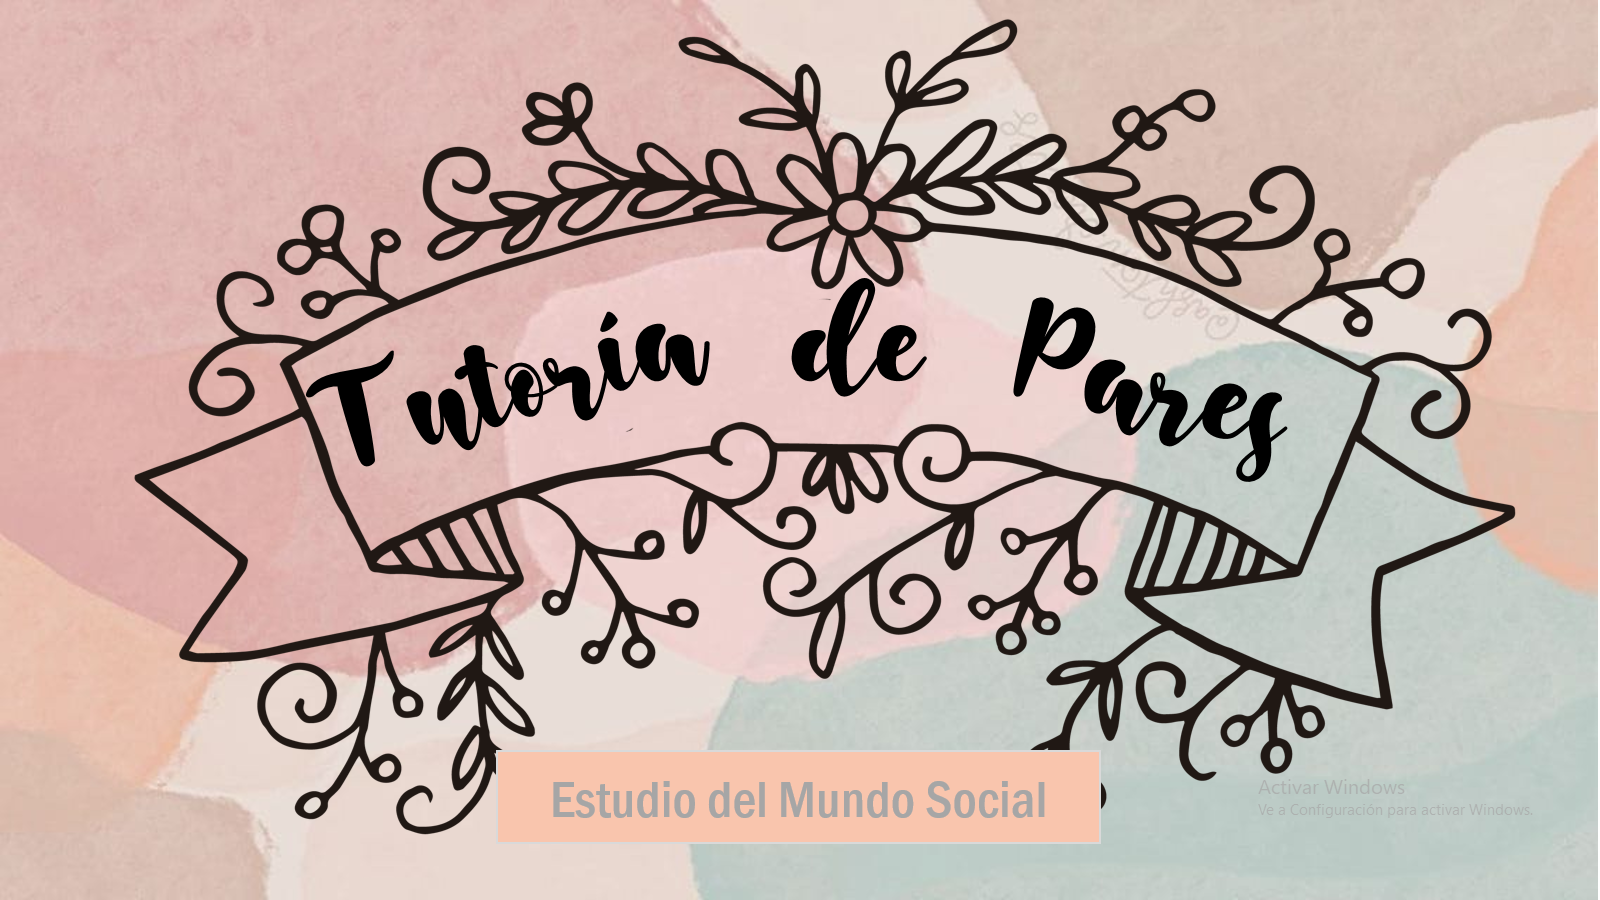 Tutoría de Pares
Estudio del Mundo Social
Activar Windows
Ve a Configuración para activar Windows.